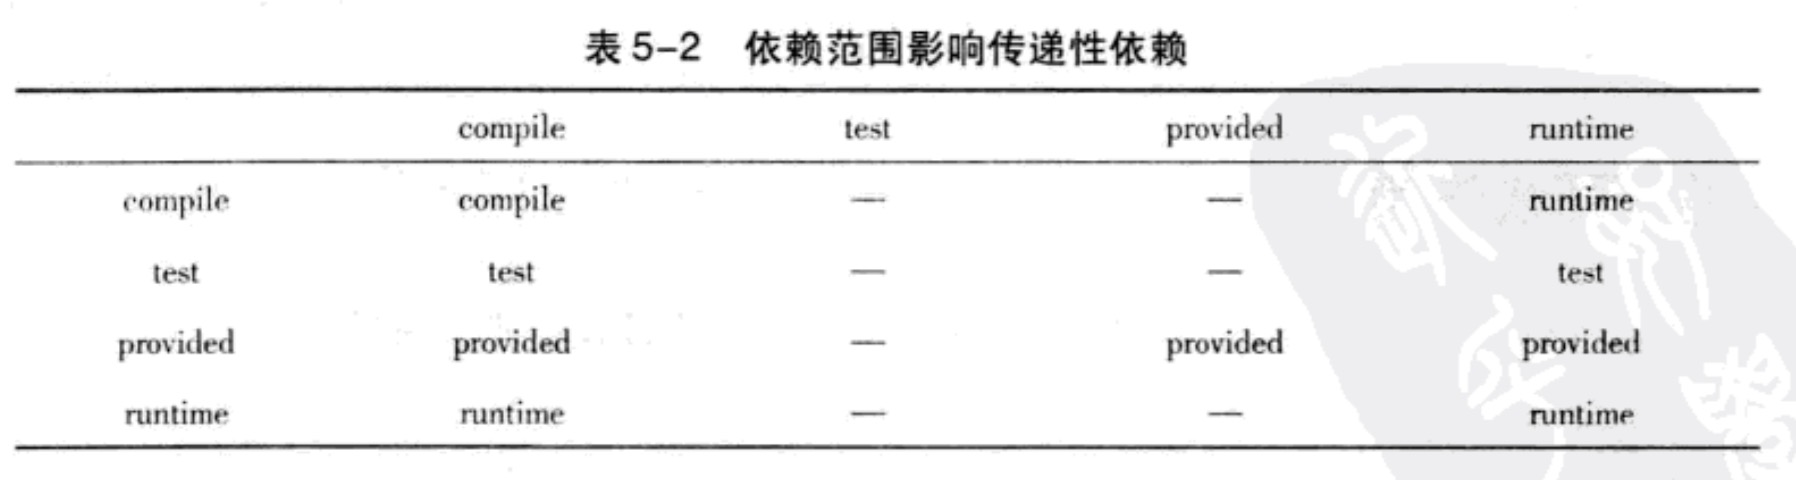 表 5-2 依赖范围影响传递性依赖
compile test provided runtime
compile compile — — runtime
test test — — test
provided provided — provided provided
runtime runtime — — runtime